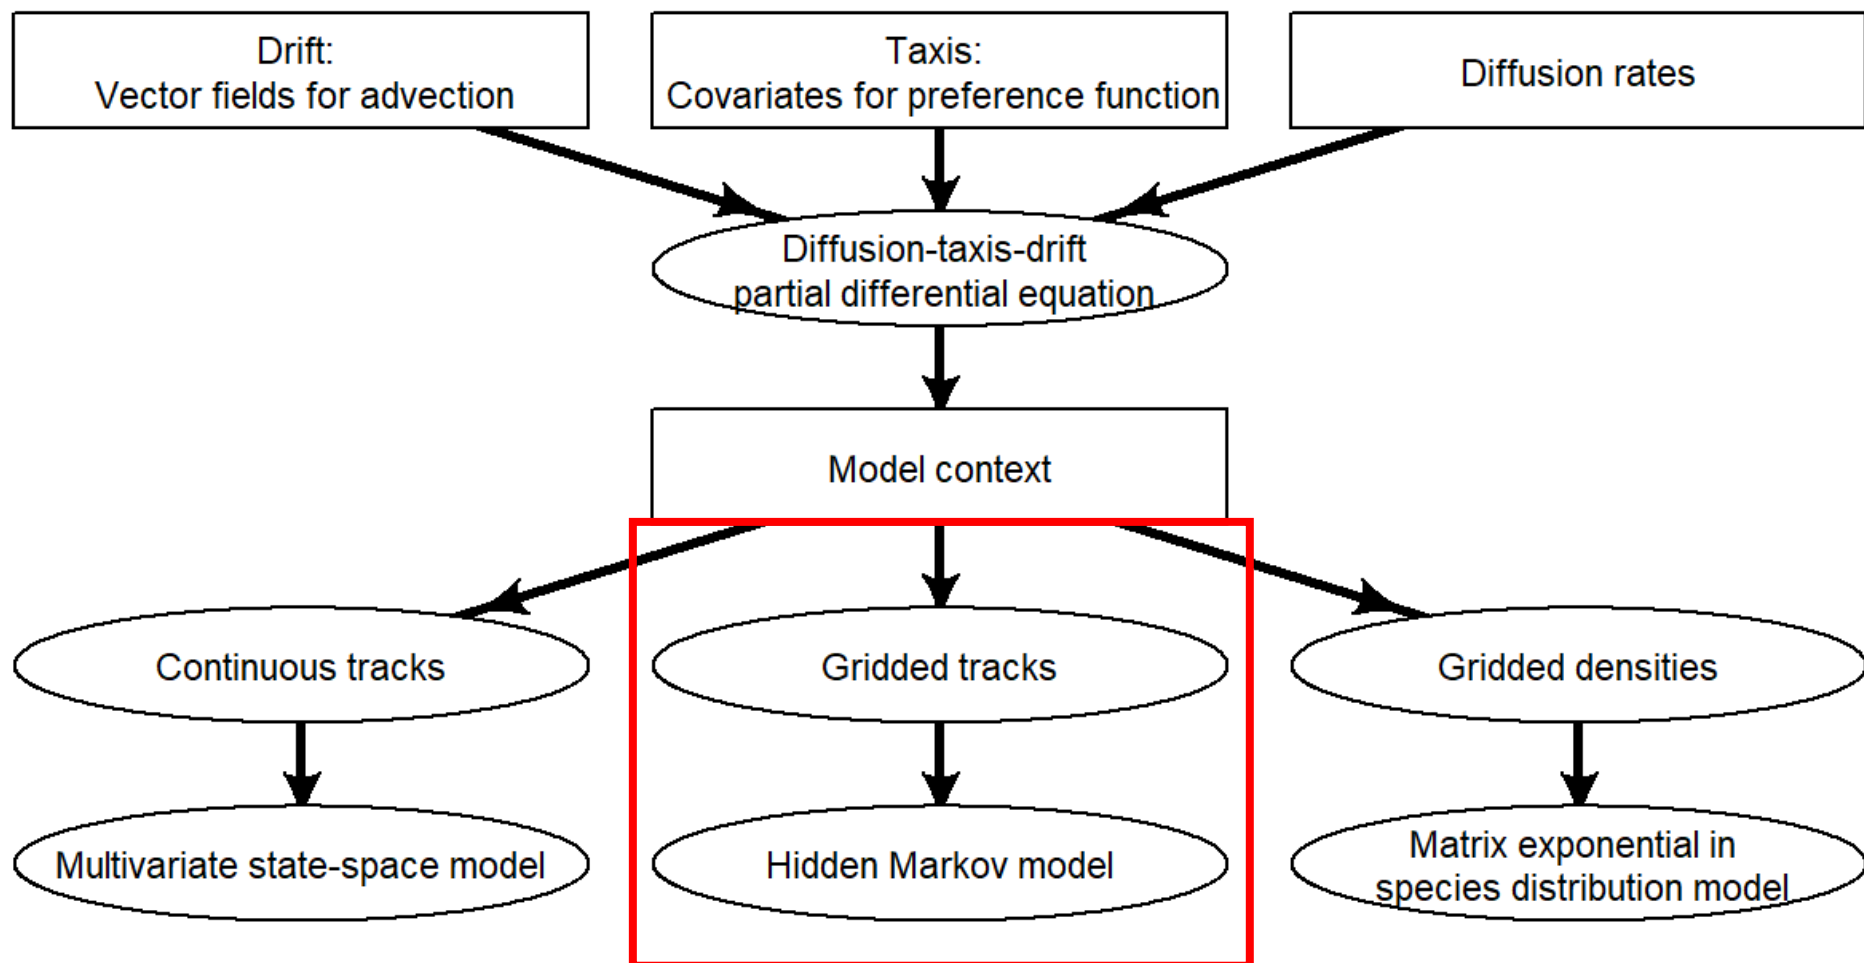 Drift:
Vector fields for advection
Taxis:
Covariates for preference function
Diffusion rates
Diffusion-taxis-drift
partial differential equation
Model context
Continuous tracks
Gridded tracks
Gridded densities
Multivariate state-space model
Hidden Markov model
Matrix exponential in
species distribution model